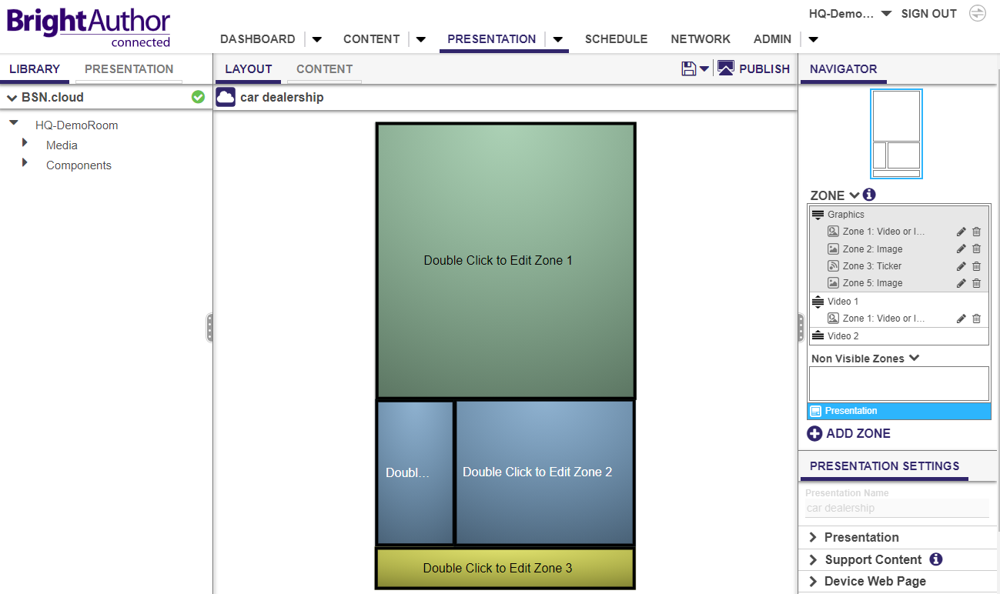 BrightAuthor
connected
HQ-Demo... SIGN OUT
DASHBOARD CONTENT PRESENTATION SCHEDULE NETWORK ADMIN
LIBRARY PRESENTATION
BSN.cloud
HQ-DemoRoom
Media
Components
LAYOUT CONTENT PUBLISH
car dealership
Double Click to Edit Zone 1
Doubl...
Double Click to Edit Zone 2
Double Click to Edit Zone 3
NAVIGATOR
ZONE
Graphics
Zone 1: Video or I...
Zone 2: Image
Zone 3: Ticker
Zone 5: Image
Video 1
Zone 1: Video or I...
Video 2
Non Visible Zones
Presentation
ADD ZONE
PRESENTATION SETTINGS
Presentation Name
car dealership
Presentation
Support Content
Device Web Page